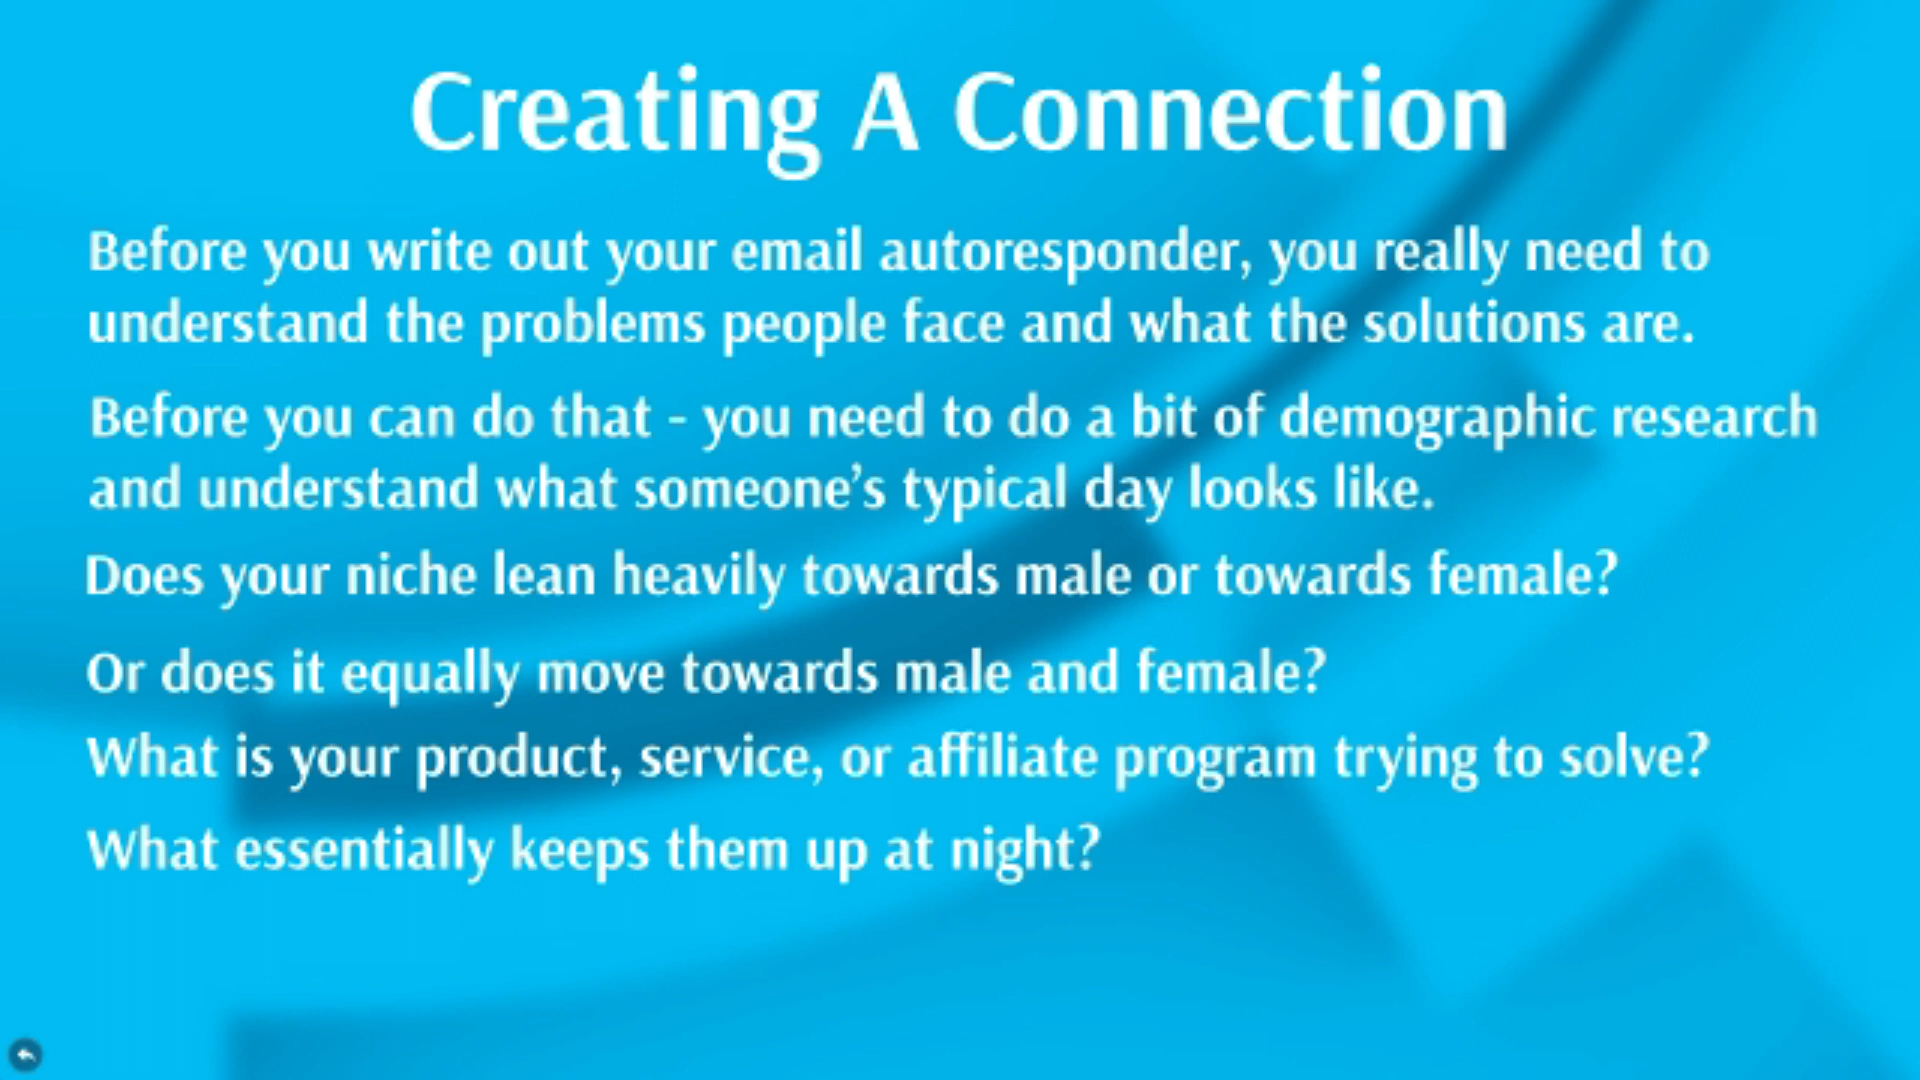 Creating A Connection
Before you write out your email autoresponder, you really need to
understand the problems people face and what the solutions are.
Before you can do that - you need to do a bit of demographic research
and understand what someone’s typical day looks like.
Does your niche lean heavily towards male or towards female?
Or does it equally move towards male and female?
What is your product, service, or affiliate program trying to solve?
What essentially keeps them up at night?